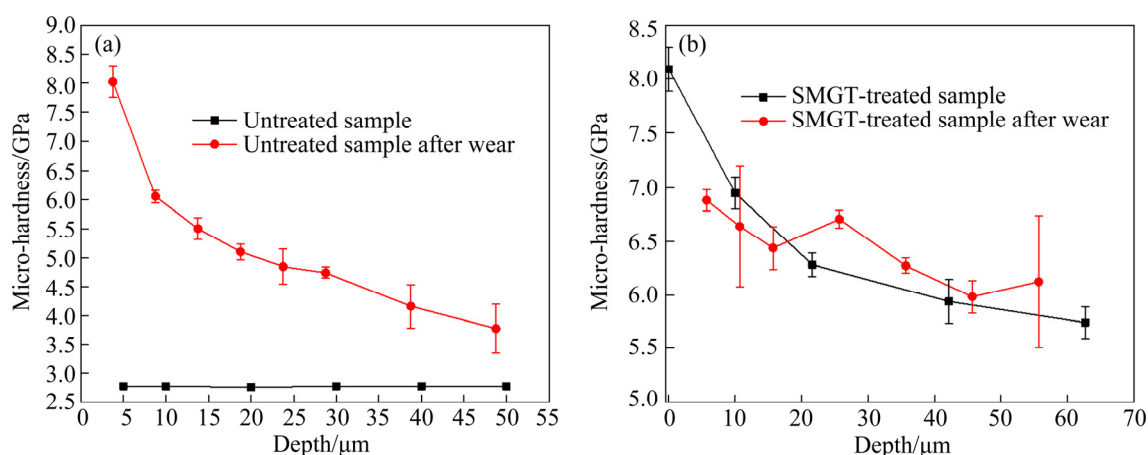 (a)
Untreated sample
Untreated sample after wear
Micro-hardness/GPa
9.0
8.5
8.0
7.5
7.0
6.5
6.0
5.5
5.0
4.5
4.0
3.5
3.0
2.5
0 5 10 15 20 25 30 35 40 45 50 55
Depth/μm
(b)
SMGT-treated sample
SMGT-treated sample after wear
Micro-hardness/GPa
8.5
8.0
7.5
7.0
6.5
6.0
5.5
5.0
0 10 20 30 40 50 60 70
Depth/μm